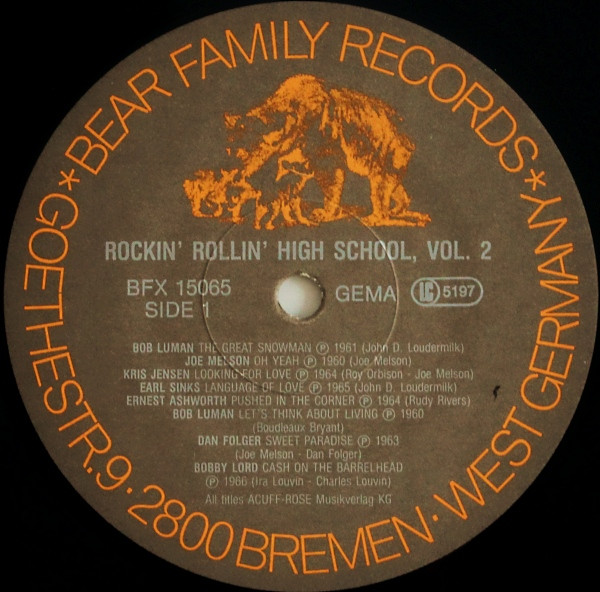 *BEAR FAMILY RECORDS*
GOETHESTR.9·2800 BREMEN·WEST GERMANY
ROCKIN' ROLLIN' HIGH SCHOOL, VOL. 2
BFX 15065
SIDE 1
GEMA
LC 5197
BOB LUMAN THE GREAT SNOWMAN Ⓟ 1961 (John D. Loudermilk)
JOE MELSON OH YEAH Ⓟ 1960 (Joe Melson)
KRIS JENSEN LOOKING FOR LOVE Ⓟ 1964 (Roy Orbison - Joe Melson)
EARL SINKS LANGUAGE OF LOVE Ⓟ 1965 (John D. Loudermilk)
ERNEST ASHWORTH PUSHED IN THE CORNER Ⓟ 1964 (Rudy Rivers)
BOB LUMAN LET'S THINK ABOUT LIVING Ⓟ 1960
(Boudleaux Bryant)
DAN FOLGER SWEET PARADISE Ⓟ 1963
(Joe Melson - Dan Folger)
BOBBY LORD CASH ON THE BARRELHEAD
Ⓟ 1966 (Ira Louvin - Charles Louvin)
All titles ACUFF-ROSE Musikverlag KG